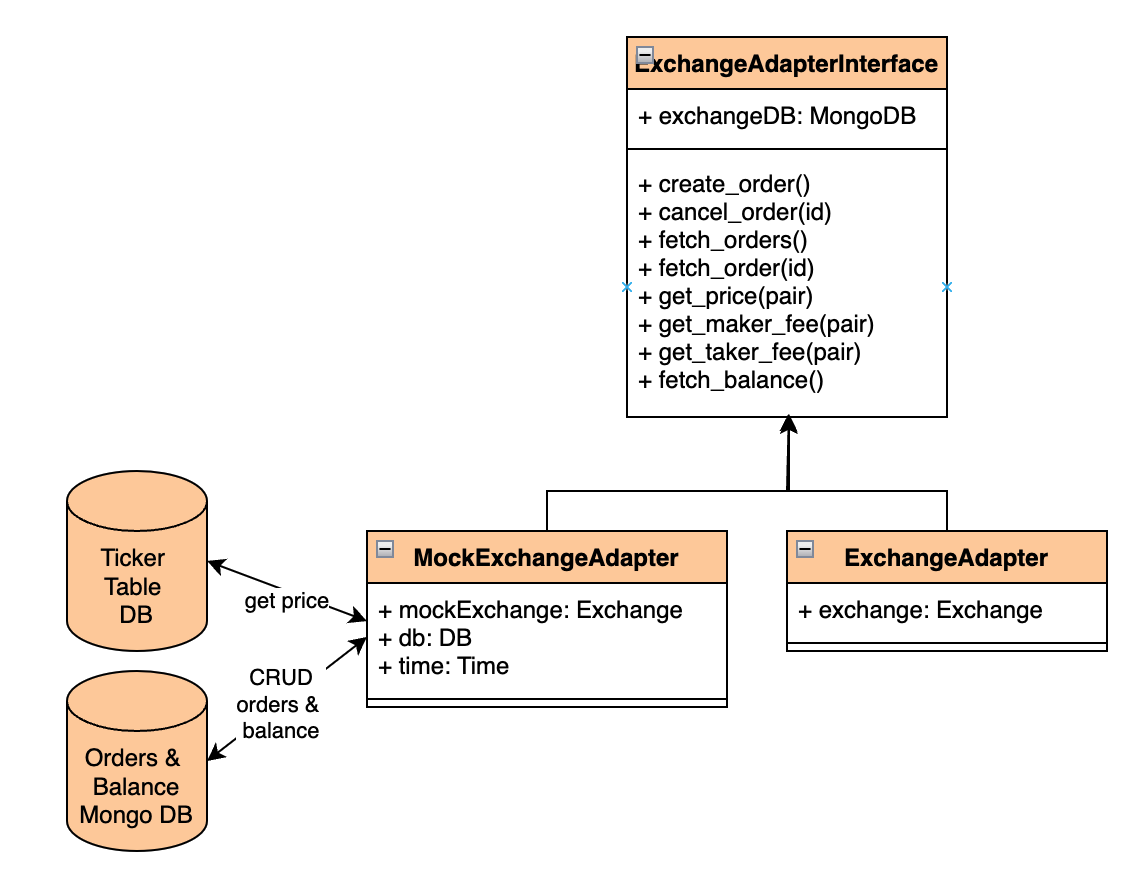 ExchangeAdapterInterface
+ exchangeDB: MongoDB
+ create_order()
+ cancel_order(id)
+ fetch_orders()
+ fetch_order(id)
+ get_price(pair)
+ get_maker_fee(pair)
+ get_taker_fee(pair)
+ fetch_balance()
MockExchangeAdapter
+ mockExchange: Exchange
+ db: DB
+ time: Time
ExchangeAdapter
+ exchange: Exchange
Ticker
Table
DB
get price
CRUD
orders &
balance
Orders &
Balance
Mongo DB